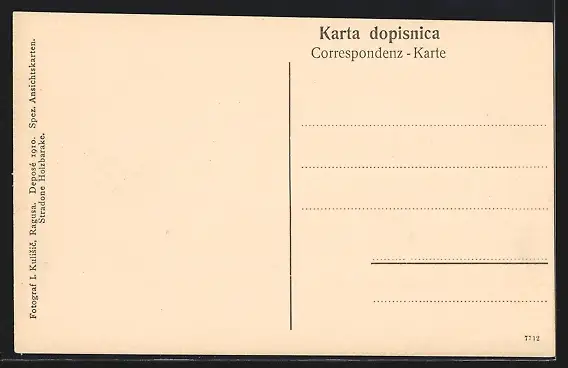 Karta dopisnica
Correspondenz - Karte
Fotograf I. Kulišić, Ragusa. Deposé 1910. Spez. Ansichtskarten.
Stradone Holzbarake.
7712